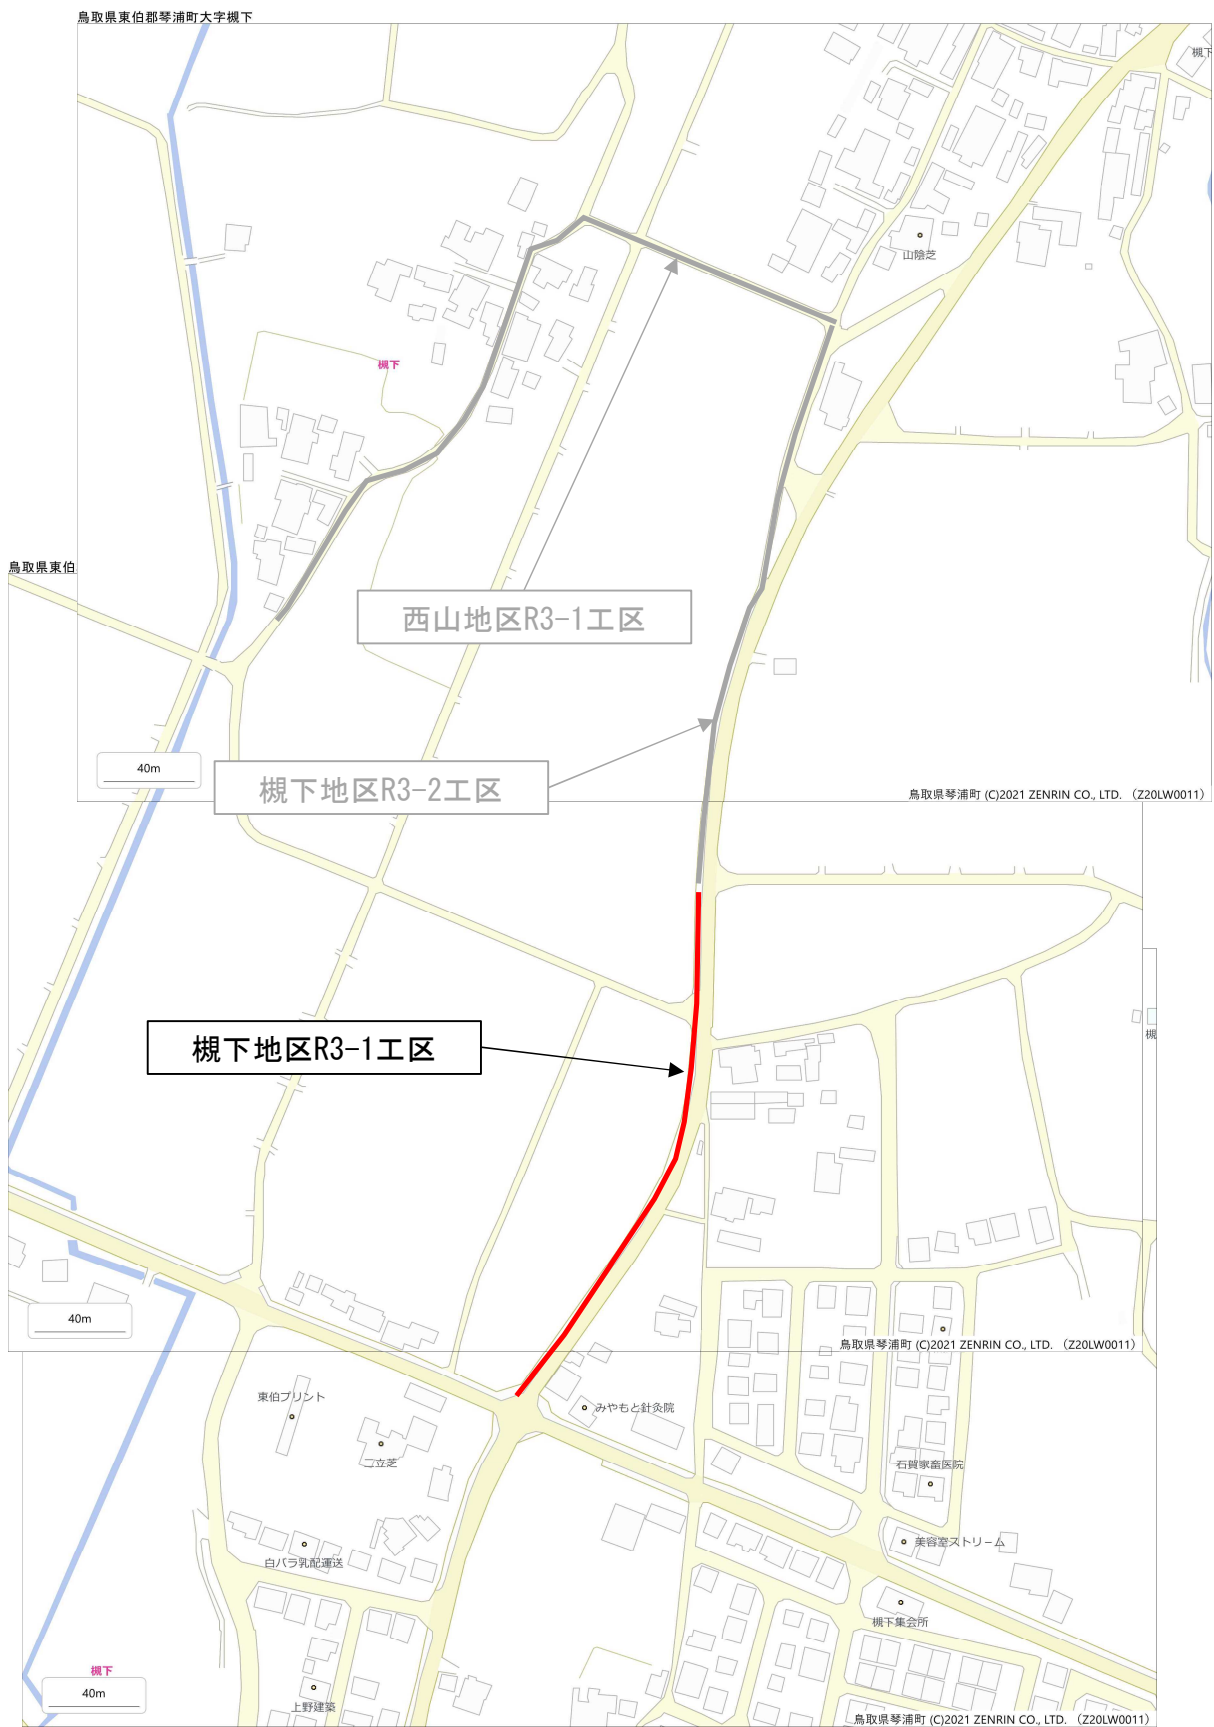 鳥取県東伯郡琴浦町大字槻下
槻下
山陰芝
槻下
鳥取県東伯
西山地区R3-1工区
40m
槻下地区R3-2工区
鳥取県琴浦町 (C)2021 ZENRIN CO., LTD. (Z20LW0011)
槻下地区R3-1工区
槻
40m
鳥取県琴浦町 (C)2021 ZENRIN CO., LTD. (Z20LW0011)
東伯プリント
みやもと針灸院
二立芝
石賀家畜医院
美容室ストリーム
白バラ乳配運送
槻下集会所
槻下
40m
上野建築
鳥取県琴浦町 (C)2021 ZENRIN CO., LTD. (Z20LW0011)